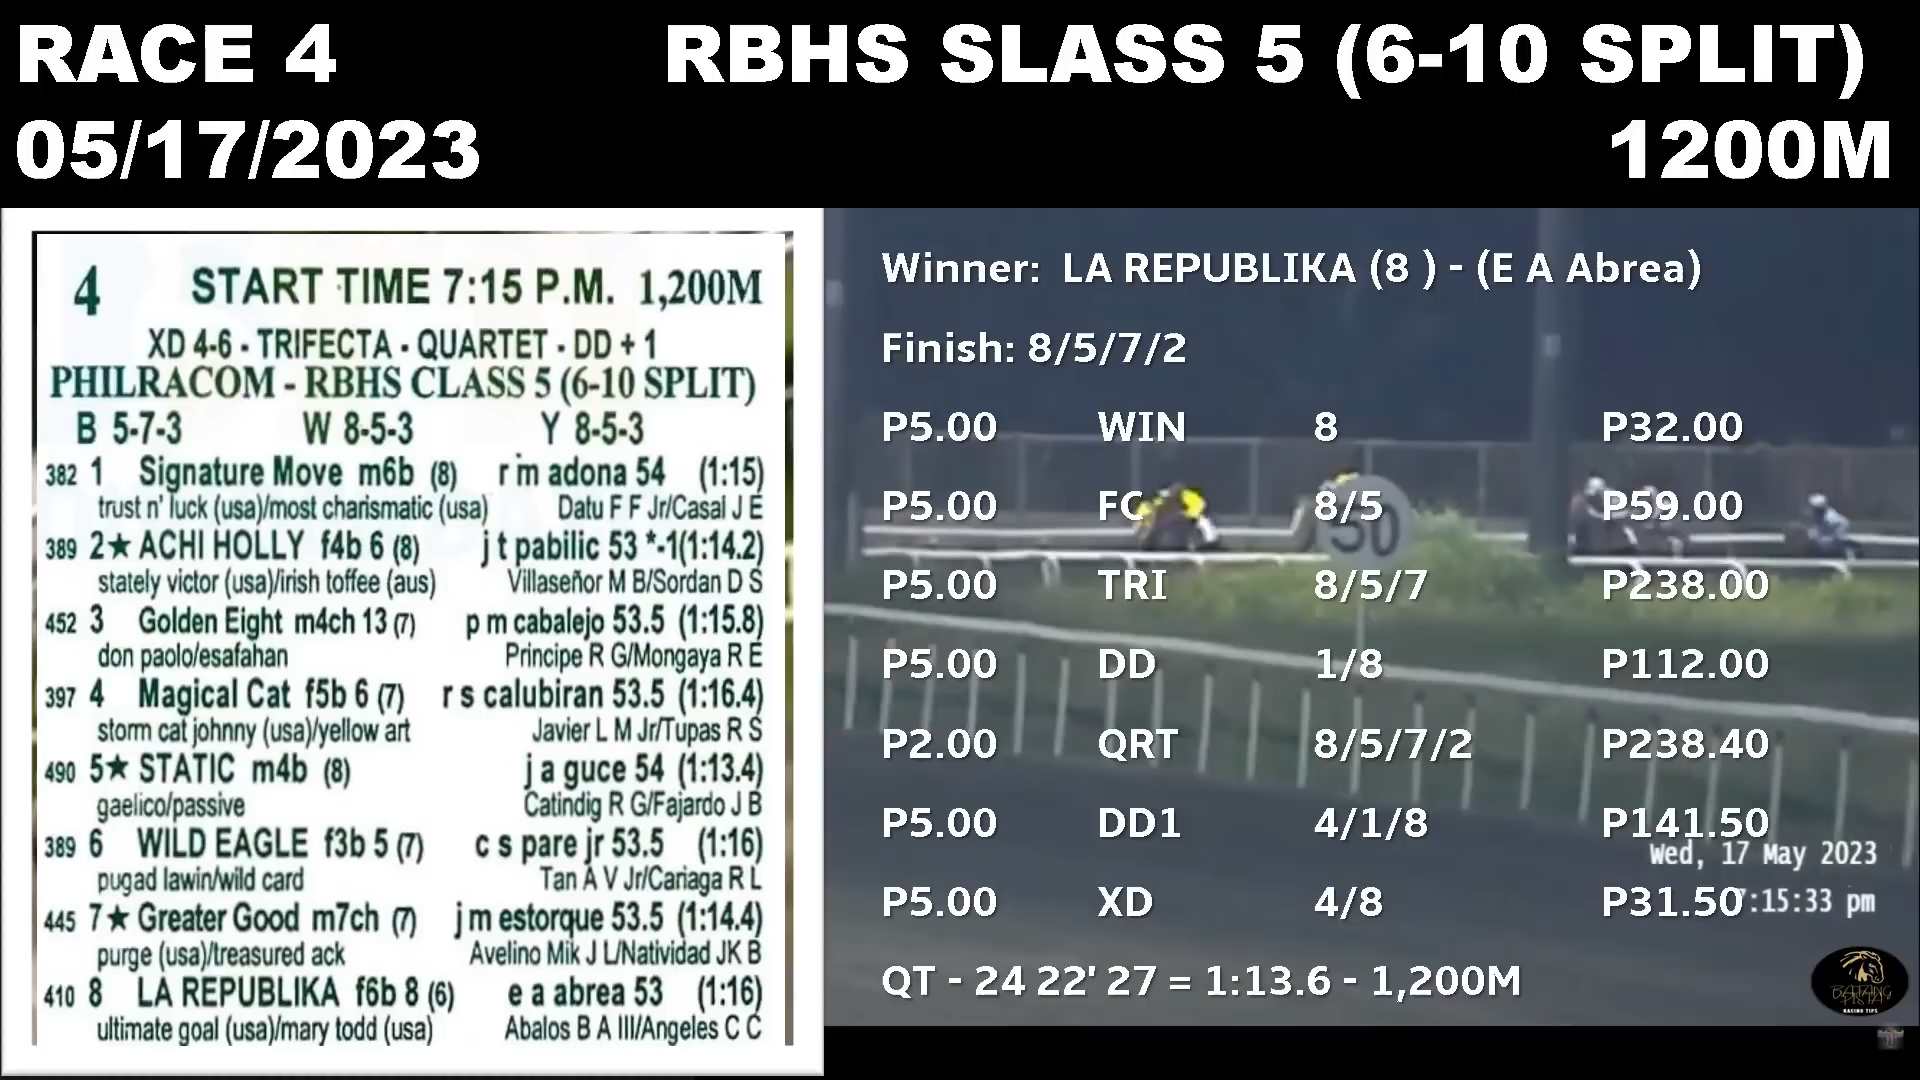 RACE 4 RBHS SLASS 5 (6-10 SPLIT)
05/17/2023 1200M
4 START TIME 7:15 P.M. 1,200M
XD 4-6 - TRIFECTA - QUARTET - DD + 1
PHILRACOM - RBHS CLASS 5 (6-10 SPLIT)
B 5-7-3 W 8-5-3 Y 8-5-3
382 1 Signature Move m6b (8) r m adona 54 (1:15)
trust n' luck (usa)/most charismatic (usa) Datu F F Jr/Casal J E
389 2★ ACHI HOLLY f4b 6 (8) j t pabilic 53 *-1(1:14.2)
stately victor (usa)/irish toffee (aus) Villaseñor M B/Sordan D S
452 3 Golden Eight m4ch 13 (7) p m cabalejo 53.5 (1:15.8)
don paolo/esafahan Principe R G/Mongaya R E
397 4 Magical Cat f5b 6 (7) r s calubiran 53.5 (1:16.4)
storm cat johnny (usa)/yellow art Javier L M Jr/Tupas R S
490 5★ STATIC m4b (8) j a guce 54 (1:13.4)
gaelico/passive Catindig R G/Fajardo J B
389 6 WILD EAGLE f3b 5 (7) c s pare jr 53.5 (1:16)
pugad lawin/wild card Tan A V Jr/Cariaga R L
445 7★ Greater Good m7ch (7) j m estorque 53.5 (1:14.4)
purge (usa)/treasured ack Avelino Mik J L/Natividad JK B
410 8 LA REPUBLIKA f6b 8 (6) e a abrea 53 (1:16)
ultimate goal (usa)/mary todd (usa) Abalos B A III/Angeles C C
Winner: LA REPUBLIKA (8 ) - (E A Abrea)
Finish: 8/5/7/2
P5.00 WIN 8 P32.00
P5.00 FC 8/5 P59.00
50
P5.00 TRI 8/5/7 P238.00
P5.00 DD 1/8 P112.00
P2.00 QRT 8/5/7/2 P238.40
P5.00 DD1 4/1/8 P141.50
Wed, 17 May 2023
P5.00 XD 4/8 P31.50
:15:33 pm
QT - 24 22' 27 = 1:13.6 - 1,200M
BATANG
PISTA
RACING TIPS